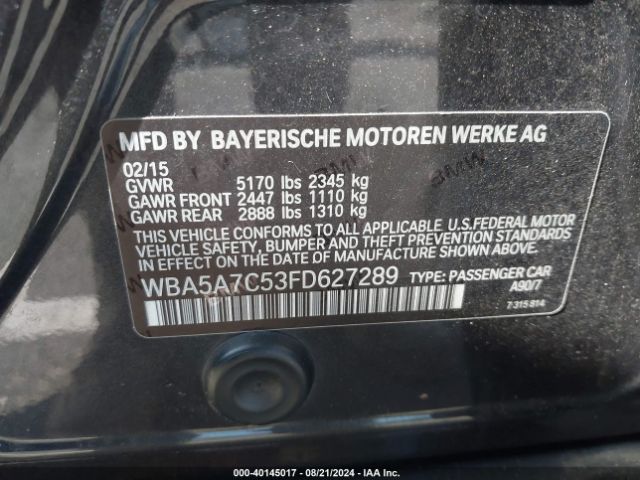 MFD BY BAYERISCHE MOTOREN WERKE AG
02/15
GVWR 5170 lbs 2345 kg
GAWR FRONT 2447 lbs 1110 kg
GAWR REAR 2888 lbs 1310 kg
THIS VEHICLE CONFORMS TO ALL APPLICABLE U.S.FEDERAL MOTOR
VEHICLE SAFETY, BUMPER AND THEFT PREVENTION STANDARDS
IN EFFECT ON THE DATE OF MANUFACTURE SHOWN ABOVE.
WBA5A7C53FD627289 TYPE: PASSENGER CAR
A90/7
7 315 814
000-40145017 - 08/21/2024 - IAA Inc.